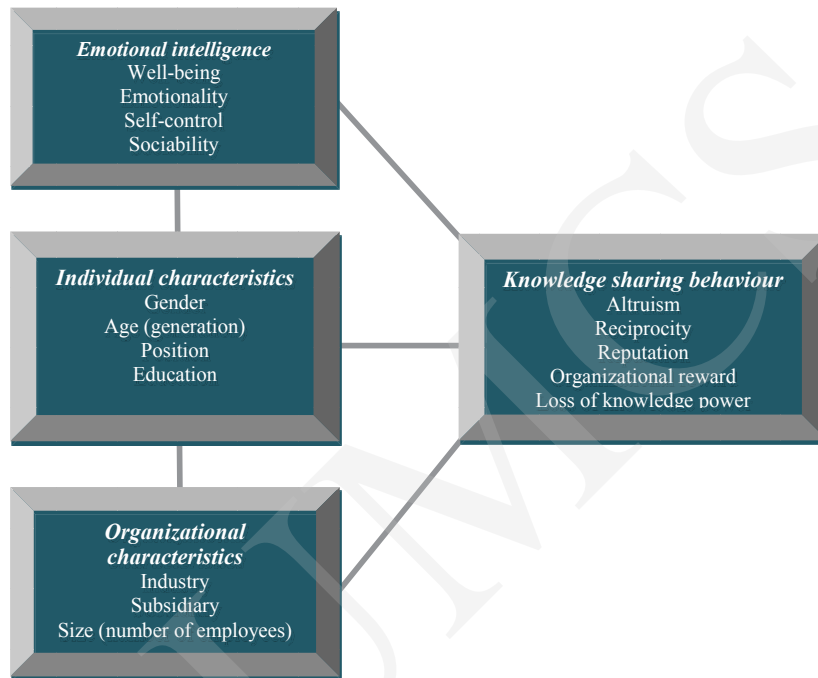 Emotional intelligence
Well-being
Emotionality
Self-control
Sociability
Individual characteristics
Gender
Age (generation)
Position
Education
Knowledge sharing behaviour
Altruism
Reciprocity
Reputation
Organizational reward
Loss of knowledge power
Organizational
characteristics
Industry
Subsidiary
Size (number of employees)
UMCS